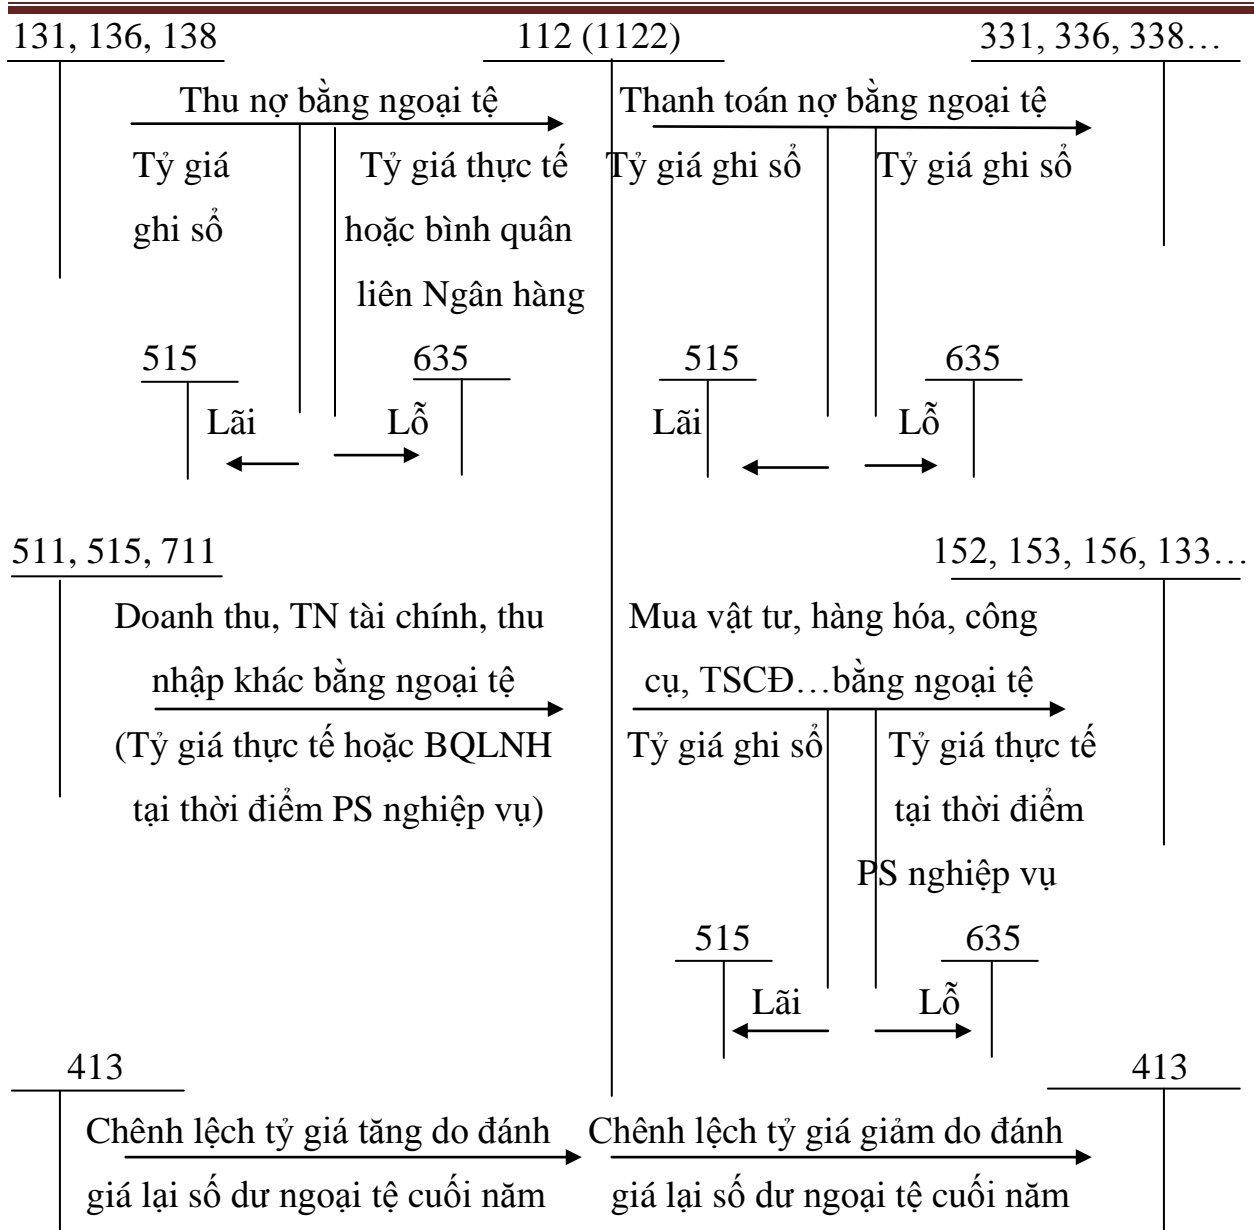 131, 136, 138
112 (1122)
331, 336, 338…
Thu nợ bằng ngoại tệ
Thanh toán nợ bằng ngoại tệ
Tỷ giá
ghi sổ
Tỷ giá thực tế
hoặc bình quân
liên Ngân hàng
Tỷ giá ghi sổ
Tỷ giá ghi sổ
515
635
515
635
Lãi
Lỗ
Lãi
Lỗ
511, 515, 711
152, 153, 156, 133…
Doanh thu, TN tài chính, thu
nhập khác bằng ngoại tệ
(Tỷ giá thực tế hoặc BQLNH
tại thời điểm PS nghiệp vụ)
Mua vật tư, hàng hóa, công
cụ, TSCĐ…bằng ngoại tệ
Tỷ giá ghi sổ
Tỷ giá thực tế
tại thời điểm
PS nghiệp vụ
515
635
Lãi
Lỗ
413
413
Chênh lệch tỷ giá tăng do đánh
giá lại số dư ngoại tệ cuối năm
Chênh lệch tỷ giá giảm do đánh
giá lại số dư ngoại tệ cuối năm